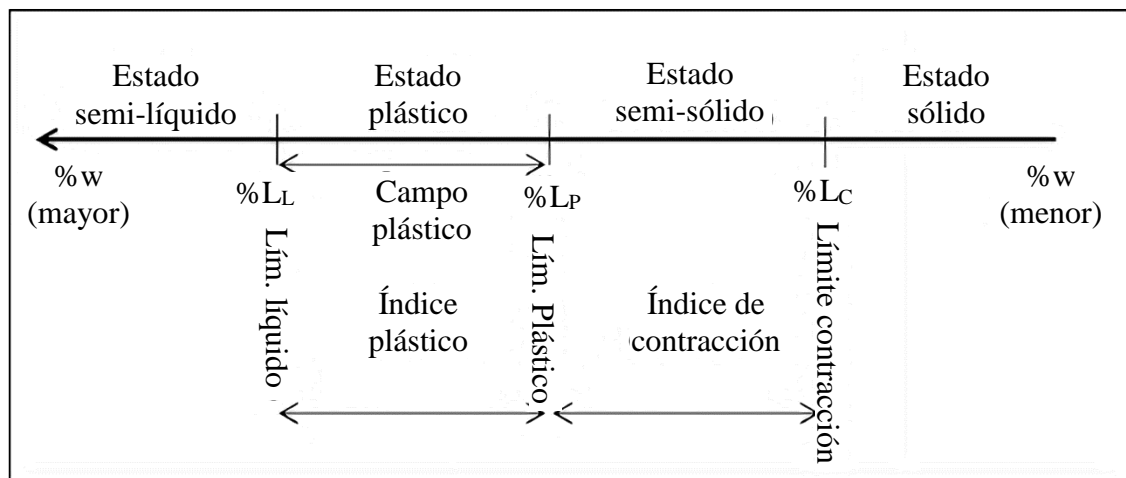 Estado
semi-líquido
Estado
plástico
Estado
semi-sólido
Estado
sólido
%w
(mayor)
%LL
Campo
plástico
%LP
%LC
%w
(menor)
Lím. líquido
Índice
plástico
Lím. Plástico
Índice de
contracción
Límite contracción